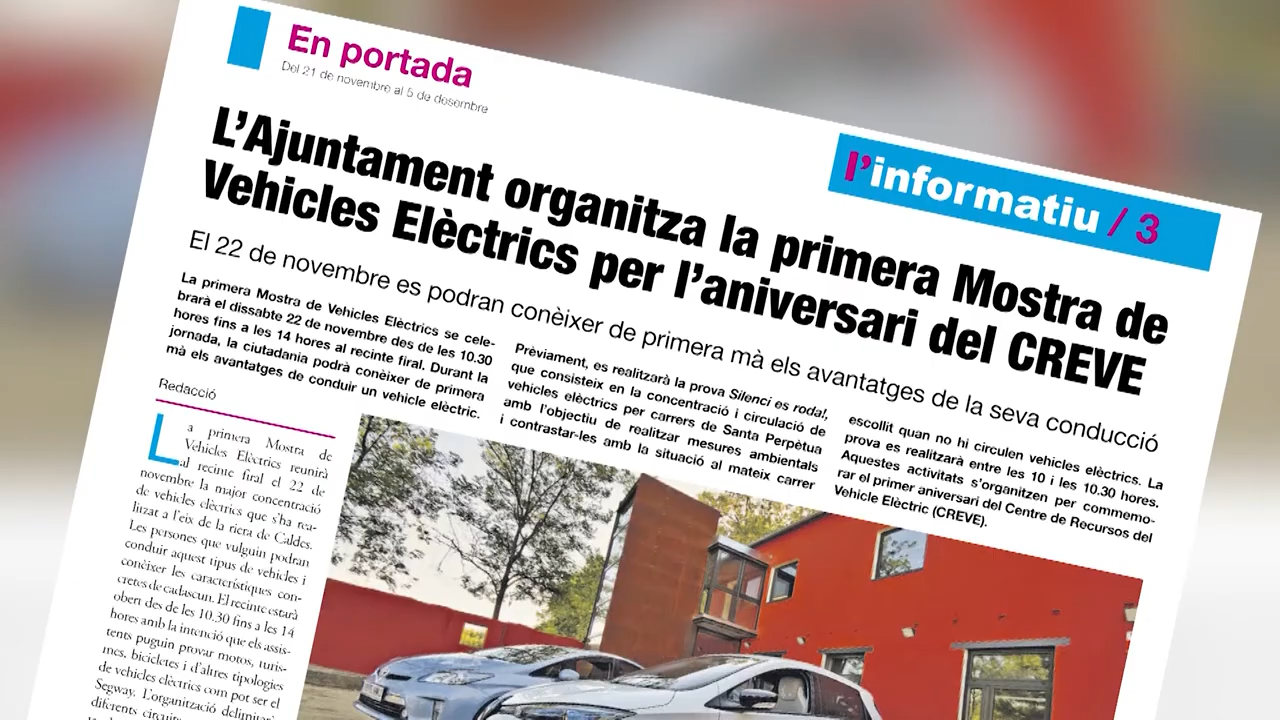 En portada
Del 21 de novembre al 5 de desembre
l'informatiu / 3
L'Ajuntament organitza la primera Mostra de
Vehicles Elèctrics per l'aniversari del CREVE
El 22 de novembre es podran conèixer de primera mà els avantatges de la seva conducció
La primera Mostra de Vehicles Elèctrics se cele-
brarà el dissabte 22 de novembre des de les 10.30
hores fins a les 14 hores al recinte firal. Durant la
jornada, la ciutadania podrà conèixer de primera
mà els avantatges de conduir un vehicle elèctric.
Prèviament, es realitzarà la prova Silenci es roda!,
que consisteix en la concentració i circulació de
vehicles elèctrics per carrers de Santa Perpètua
amb l'objectiu de realitzar mesures ambientals
i contrastar-les amb la situació al mateix carrer
escollit quan no hi circulen vehicles elèctrics. La
prova es realitzarà entre les 10 i les 10.30 hores.
Aquestes activitats s'organitzen per commemo-
rar el primer aniversari del Centre de Recursos del
Vehicle Elèctric (CREVE).
Redacció
La primera Mostra de
Vehicles Elèctrics reunirà
al recinte firal el 22 de
novembre la major concentració
de vehicles elèctrics que s'ha rea-
litzat a l'eix de la riera de Caldes.
Les persones que vulguin podran
conduir aquest tipus de vehicles i
conèixer les característiques con-
cretes de cadascun. El recinte estarà
obert des de les 10.30 fins a les 14
hores amb la intenció que els assis-
tents puguin provar motos, turis-
mes, bicicletes i d'altres tipologies
de vehicles elèctrics com pot ser el
Segway. L'organització delimitarà
diferents circuits